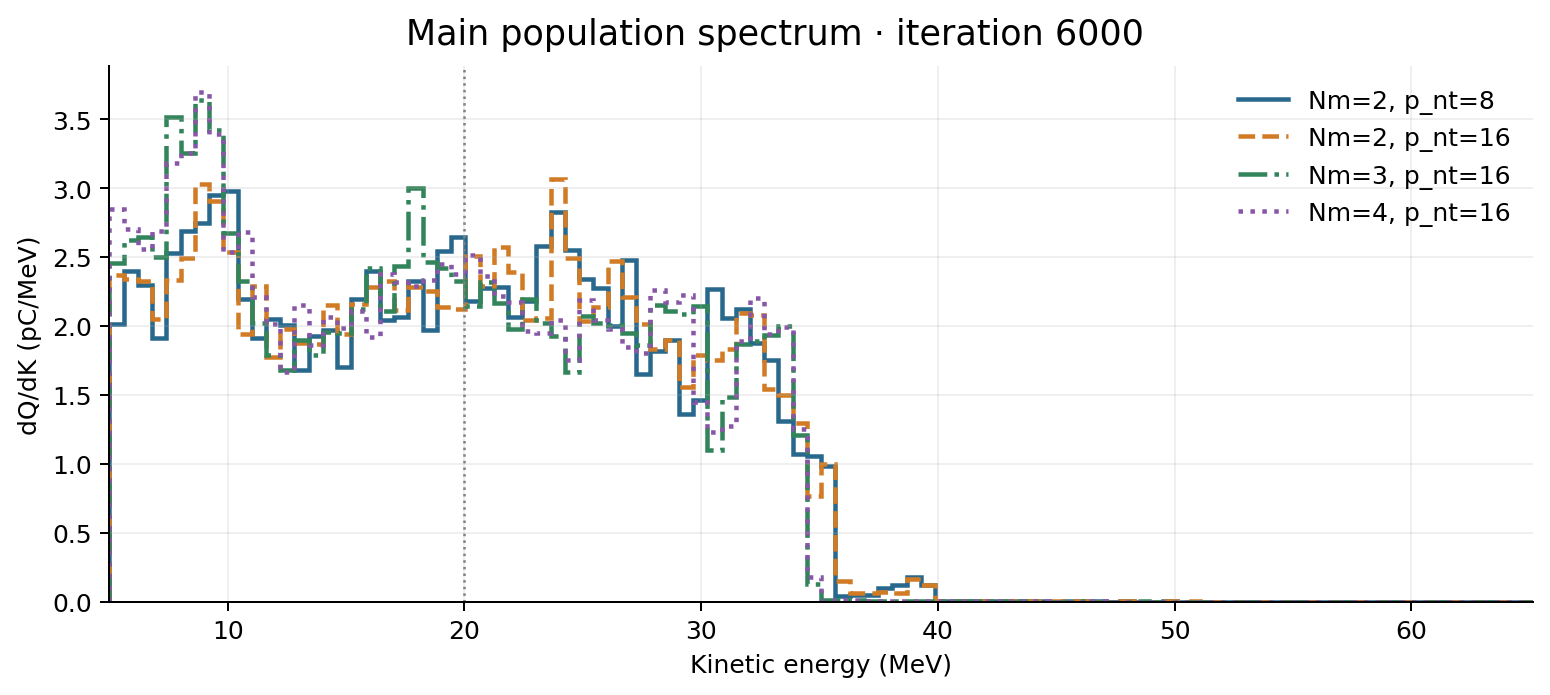 Main population spectrum · iteration 6000
dQ/dK (pC/MeV)
3.5
3.0
2.5
2.0
1.5
1.0
0.5
0.0
Nm=2, p_nt=8
Nm=2, p_nt=16
Nm=3, p_nt=16
Nm=4, p_nt=16
10
20
30
40
50
60
Kinetic energy (MeV)